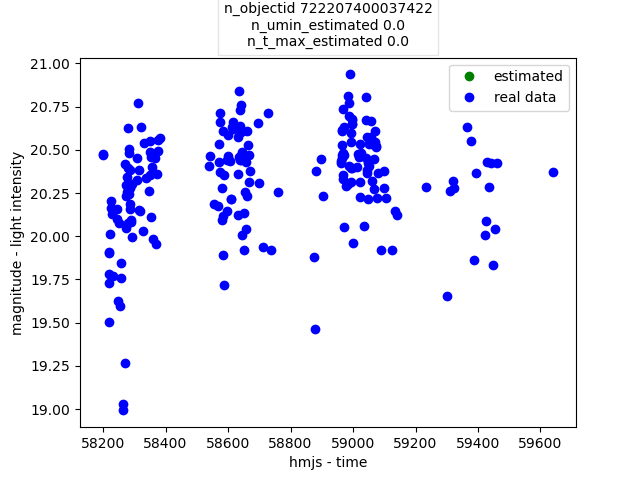 n_objectid 722207400037422
n_umin_estimated 0.0
n_t_max_estimated 0.0
21.00
20.75
20.50
20.25
20.00
19.75
19.50
19.25
19.00
magnitude - light intensity
estimated
real data
58200 58400 58600 58800 59000 59200 59400 59600
hmjs - time